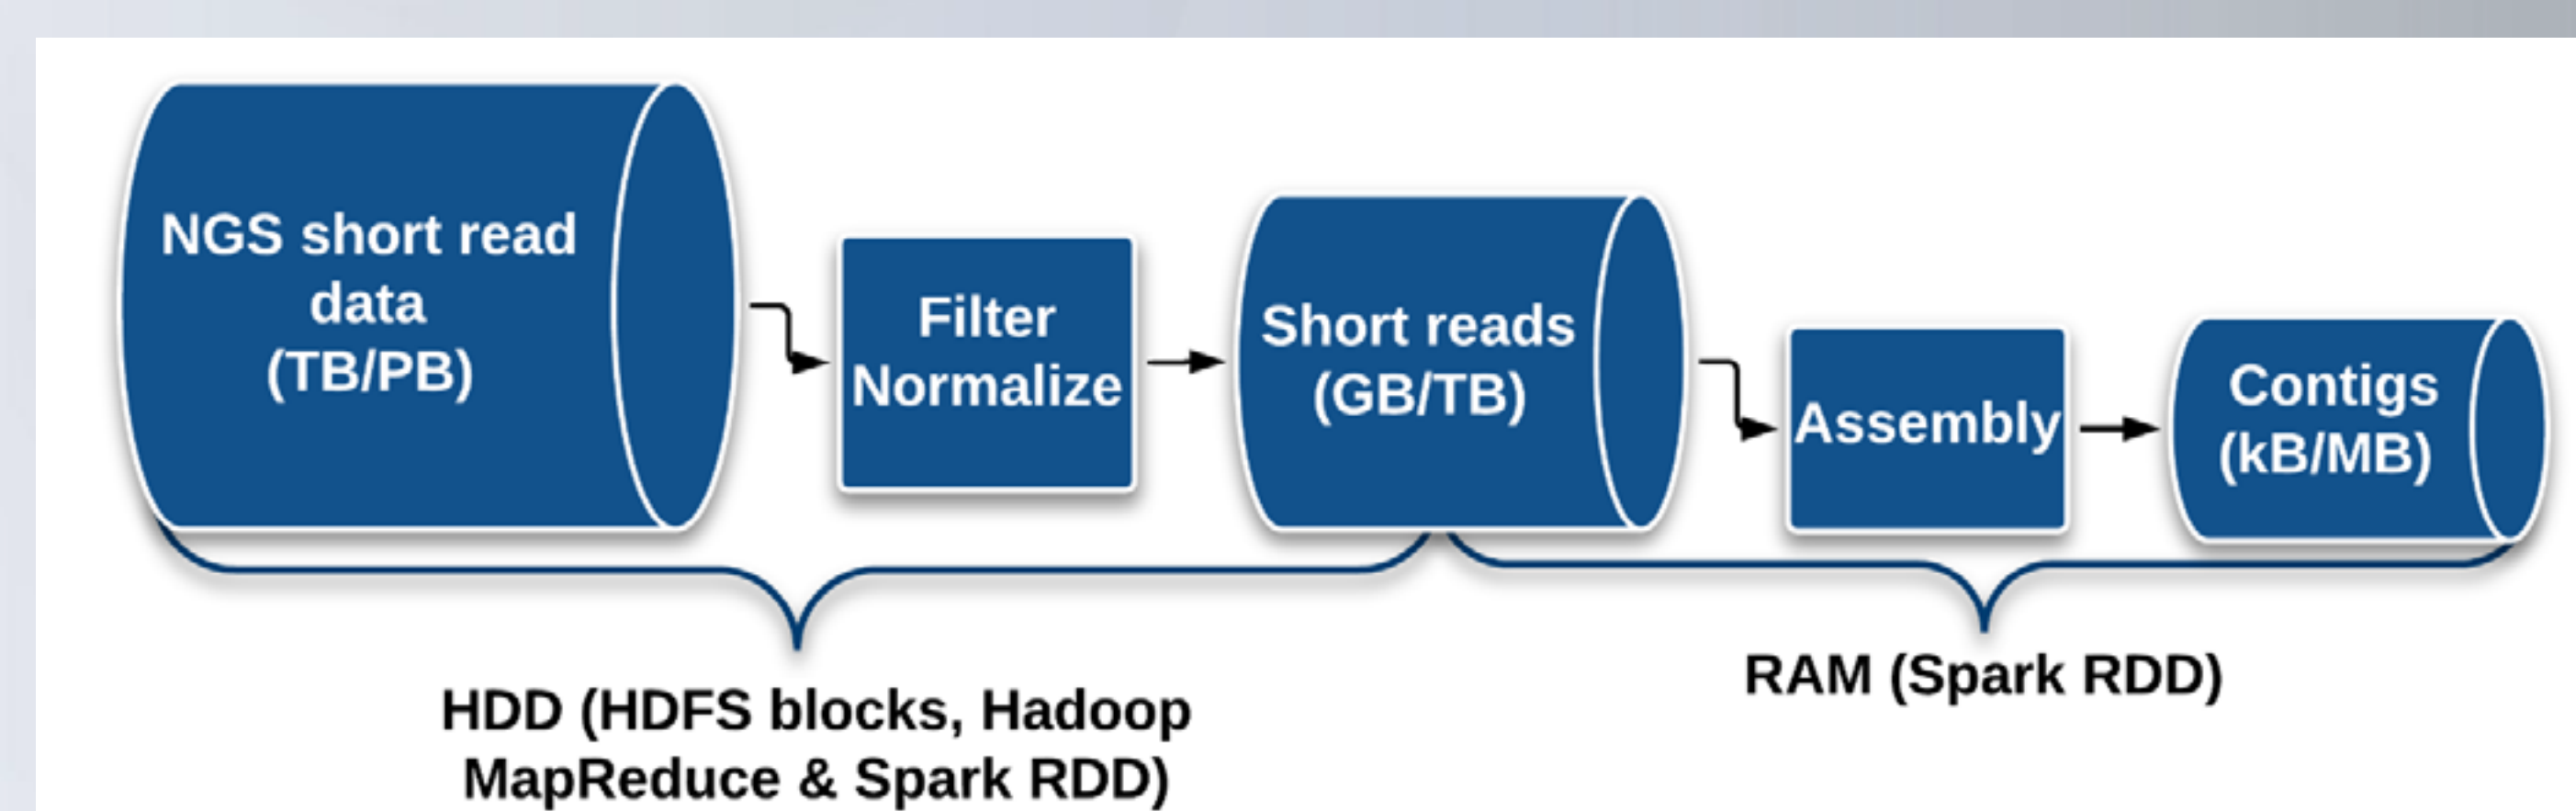 NGS short read
data
(TB/PB)
Filter
Normalize
Short reads
(GB/TB)
Assembly
Contigs
(kB/MB)
HDD (HDFS blocks, Hadoop
MapReduce & Spark RDD)
RAM (Spark RDD)